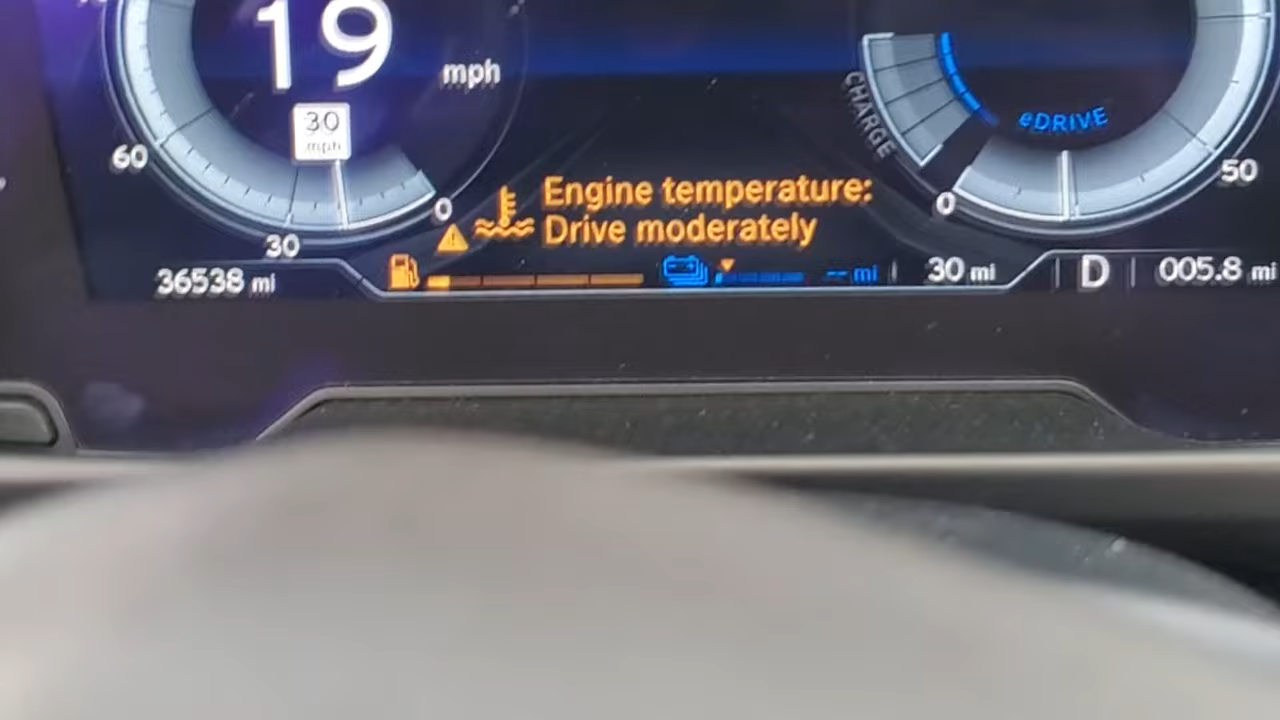 19
mph
30
mph
CHARGE
eDRIVE
60
50
0
0
30
Engine temperature:
Drive moderately
36538 mi
-- mi
30 mi
D
005.8 mi